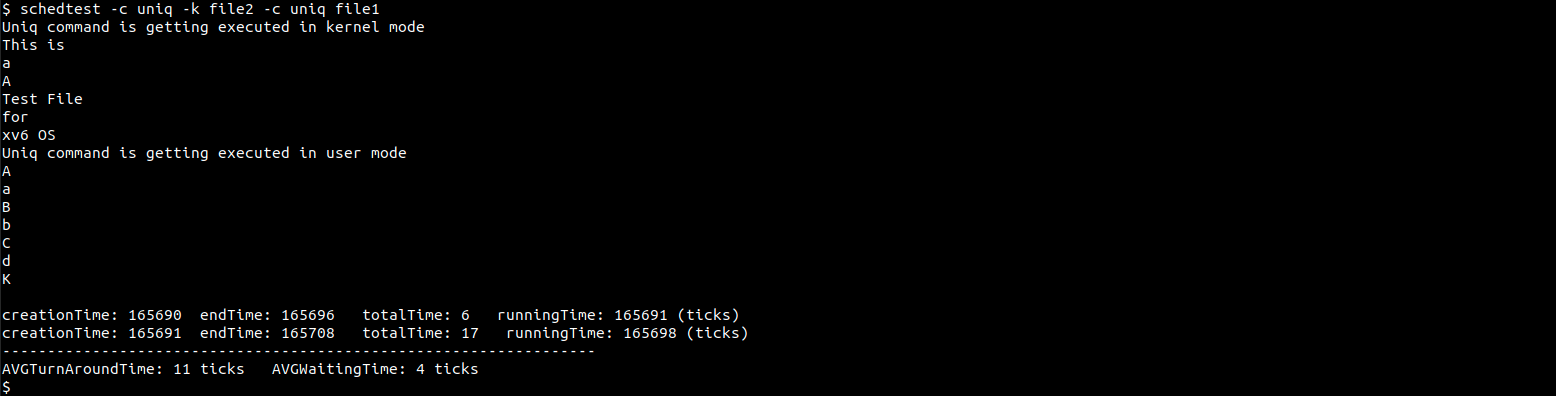 $ schedtest -c uniq -k file2 -c uniq file1
Uniq command is getting executed in kernel mode
This is
a
A
Test File
for
xv6 OS
Uniq command is getting executed in user mode
A
a
B
b
C
d
K
creationTime: 165690  endTime: 165696   totalTime: 6   runningTime: 165691 (ticks)
creationTime: 165691  endTime: 165708   totalTime: 17   runningTime: 165698 (ticks)
------------------------------------------------------------------
AVGTurnAroundTime: 11 ticks   AVGWaitingTime: 4 ticks
$